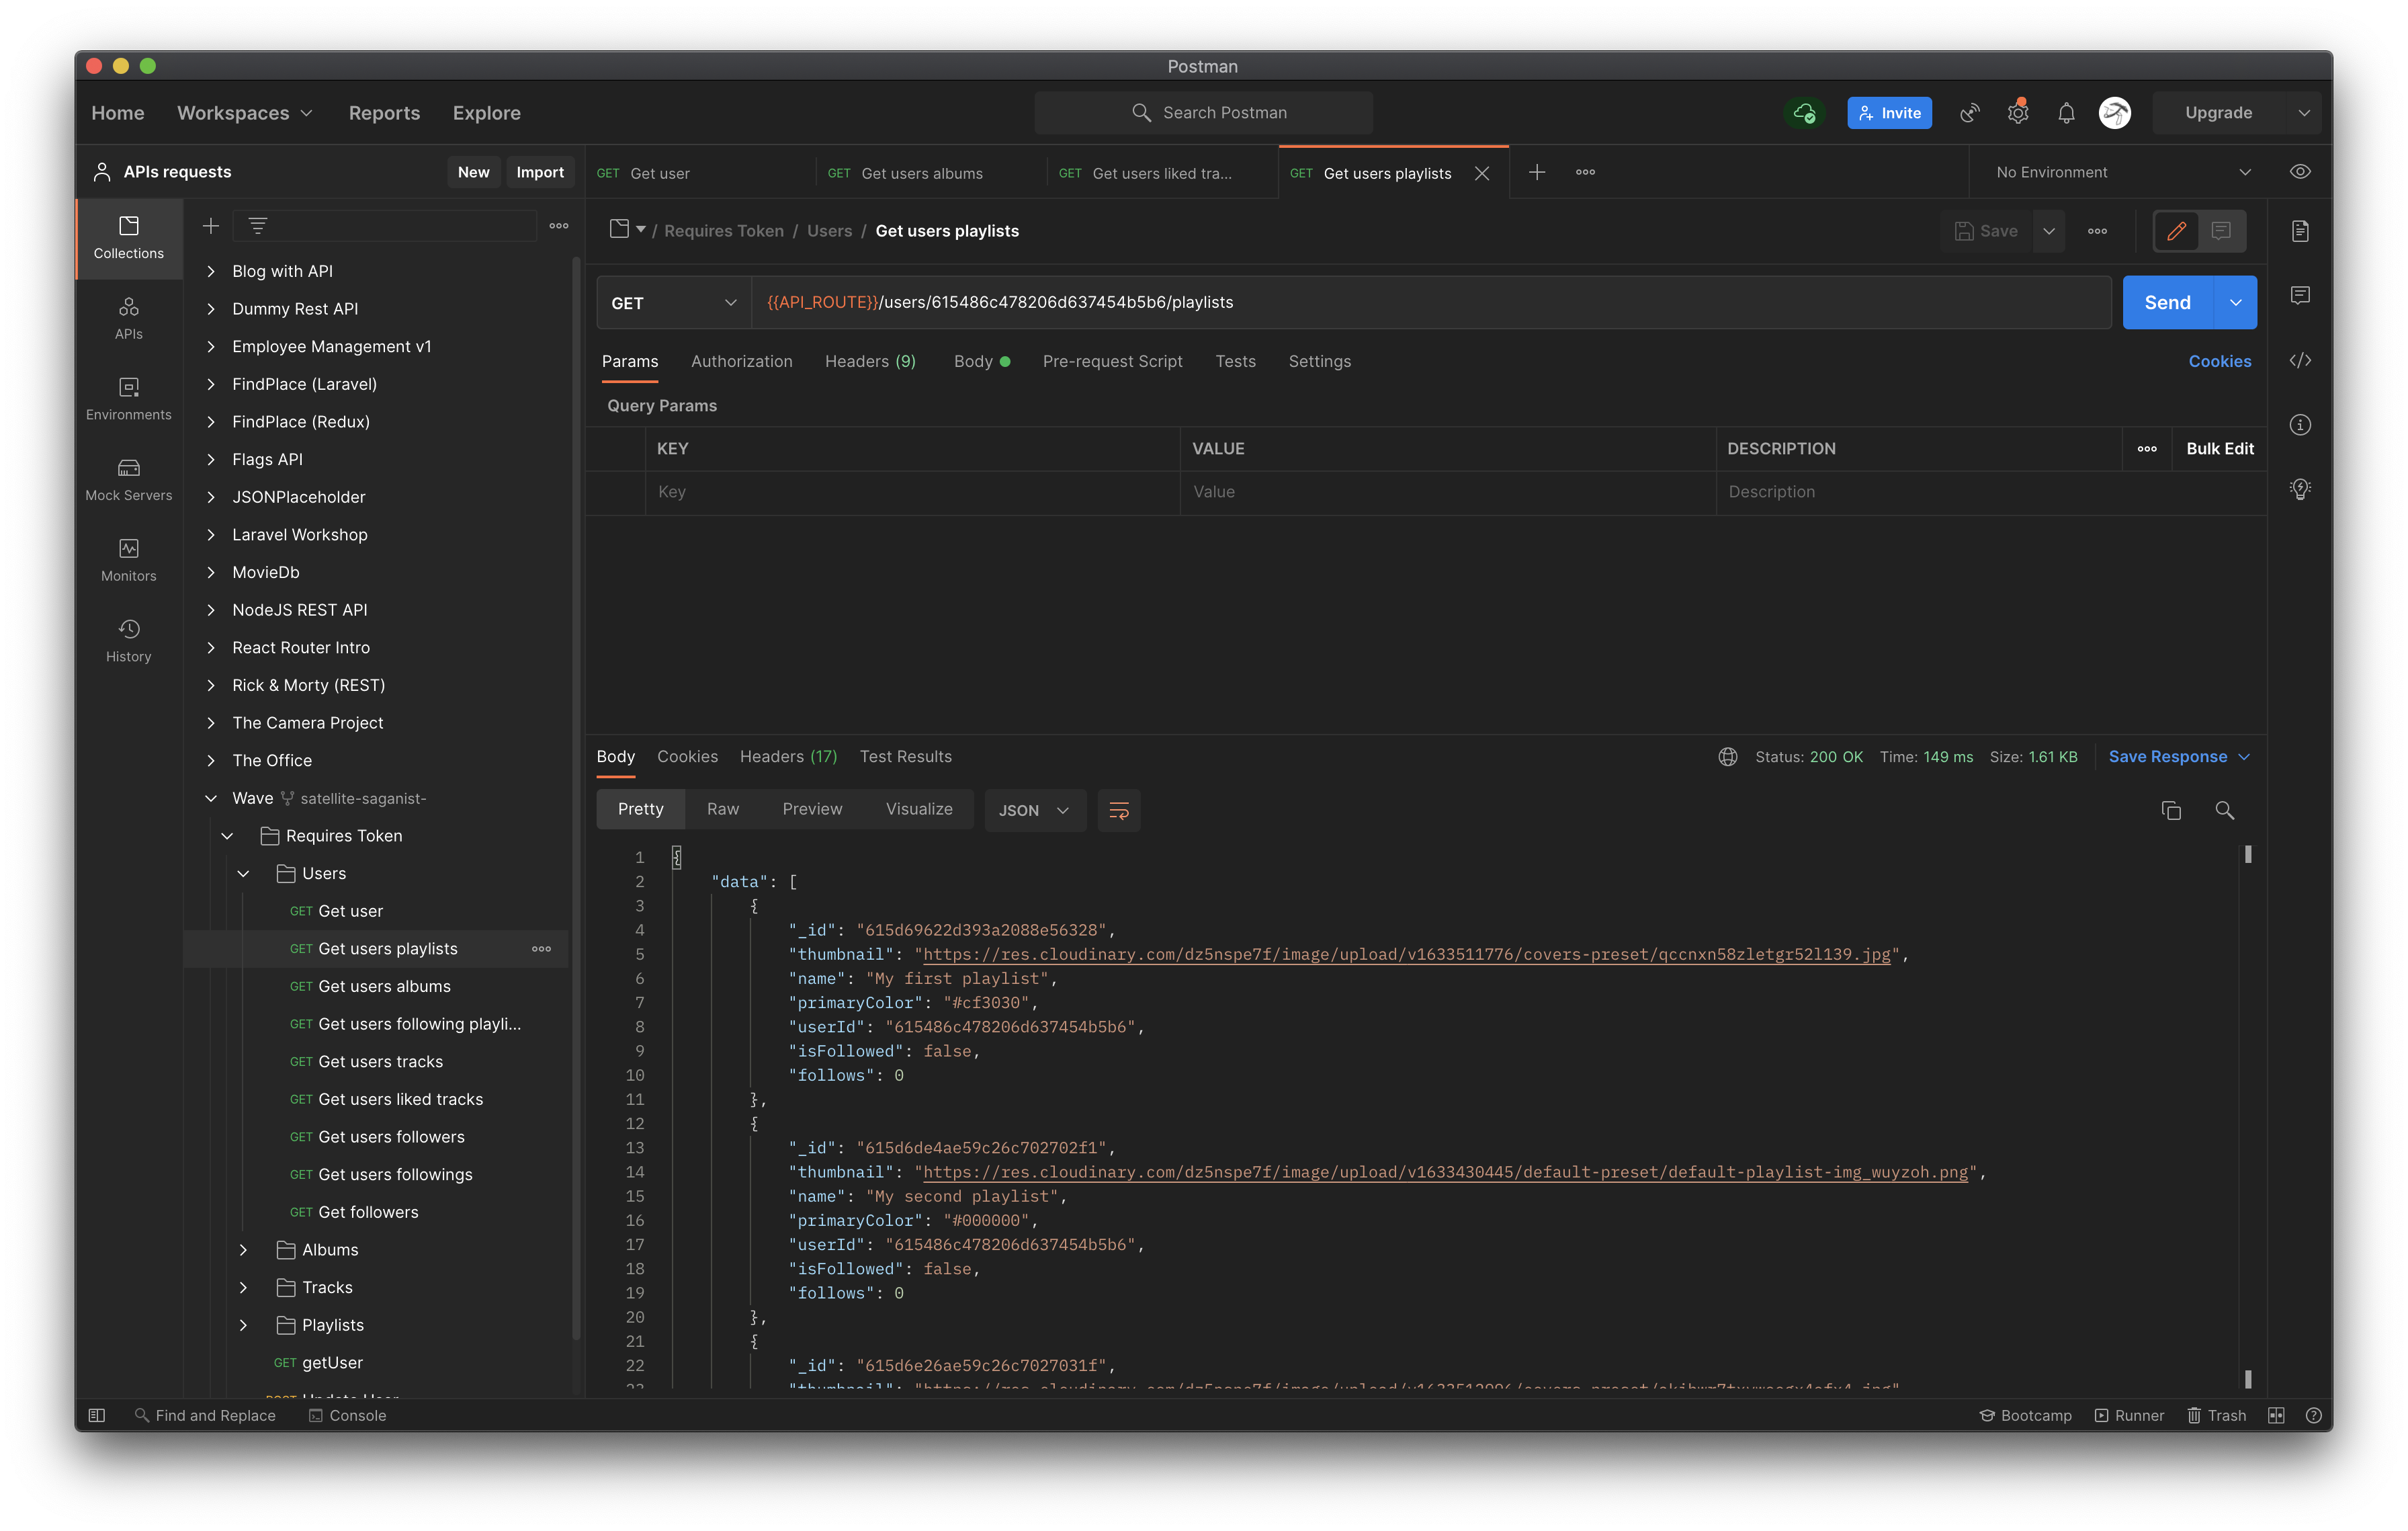 Postman
Home Workspaces Reports Explore Search Postman Invite Upgrade
APIs requests New Import GET Get user GET Get users albums GET Get users liked tra... GET Get users playlists No Environment
/ Requires Token / Users / Get users playlists Save
Collections
APIs
Environments
Mock Servers
Monitors
History
Blog with API
Dummy Rest API
Employee Management v1
FindPlace (Laravel)
FindPlace (Redux)
Flags API
JSONPlaceholder
Laravel Workshop
MovieDb
NodeJS REST API
React Router Intro
Rick & Morty (REST)
The Camera Project
The Office
Wave satellite-saganist-
Requires Token
Users
GET Get user
GET Get users playlists
GET Get users albums
GET Get users following playli...
GET Get users tracks
GET Get users liked tracks
GET Get users followers
GET Get users followings
GET Get followers
Albums
Tracks
Playlists
GET getUser
GET {{API_ROUTE}}/users/615486c478206d637454b5b6/playlists Send
Params Authorization Headers (9) Body Pre-request Script Tests Settings Cookies
Query Params
KEY VALUE DESCRIPTION Bulk Edit
Key Value Description
Body Cookies Headers (17) Test Results Status: 200 OK Time: 149 ms Size: 1.61 KB Save Response
Pretty Raw Preview Visualize JSON
1 {
2 "data": [
3 {
4 "_id": "615d69622d393a2088e56328",
5 "thumbnail": "https://res.cloudinary.com/dz5nspe7f/image/upload/v1633511776/covers-preset/qccnxn58zletgr52l139.jpg",
6 "name": "My first playlist",
7 "primaryColor": "#cf3030",
8 "userId": "615486c478206d637454b5b6",
9 "isFollowed": false,
10 "follows": 0
11 },
12 {
13 "_id": "615d6de4ae59c26c702702f1",
14 "thumbnail": "https://res.cloudinary.com/dz5nspe7f/image/upload/v1633430445/default-preset/default-playlist-img_wuyzoh.png",
15 "name": "My second playlist",
16 "primaryColor": "#000000",
17 "userId": "615486c478206d637454b5b6",
18 "isFollowed": false,
19 "follows": 0
20 },
21 {
22 "_id": "615d6e26ae59c26c7027031f",
Find and Replace Console Bootcamp Runner Trash